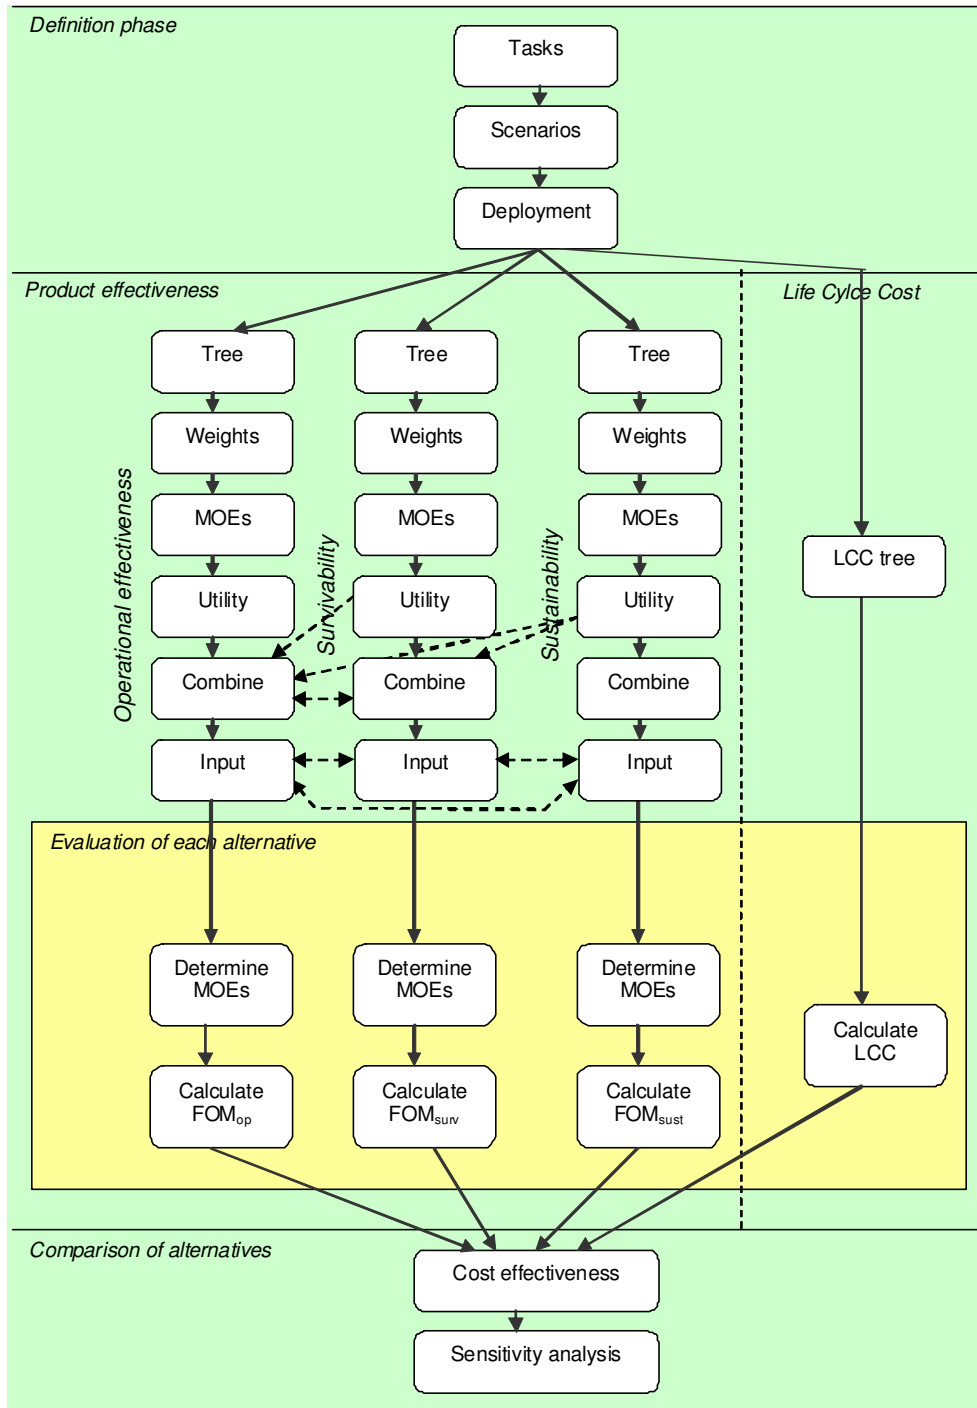 Definition phase
Tasks
Scenarios
Deployment
Product effectiveness
Life Cylce Cost
Tree
Tree
Tree
Weights
Weights
Weights
Operational effectiveness
MOEs
Survivability
MOEs
Sustainability
MOEs
LCC tree
Utility
Utility
Utility
Combine
Combine
Combine
Input
Input
Input
Evaluation of each alternative
Determine
MOEs
Determine
MOEs
Determine
MOEs
Calculate
LCC
Calculate
FOMop
Calculate
FOMsurv
Calculate
FOMsust
Comparison of alternatives
Cost effectiveness
Sensitivity analysis